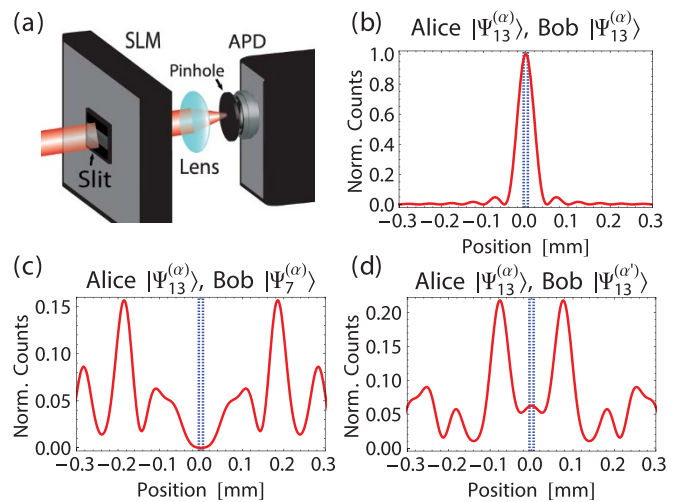 (a)
SLM
APD
Pinhole
Lens
Slit
(b)
Alice |Ψ₁₃^(α)⟩, Bob |Ψ₁₃^(α)⟩
Norm. Counts
1.0
0.8
0.6
0.4
0.2
0.0
−0.3 −0.2 −0.1 0.0 0.1 0.2 0.3
Position [mm]
(c)
Alice |Ψ₁₃^(α)⟩, Bob |Ψ₇^(α)⟩
Norm. Counts
0.15
0.10
0.05
0.00
−0.3 −0.2 −0.1 0.0 0.1 0.2 0.3
Position [mm]
(d)
Alice |Ψ₁₃^(α)⟩, Bob |Ψ₁₃^(α′)⟩
Norm. Counts
0.20
0.15
0.10
0.05
0.00
−0.3 −0.2 −0.1 0.0 0.1 0.2 0.3
Position [mm]